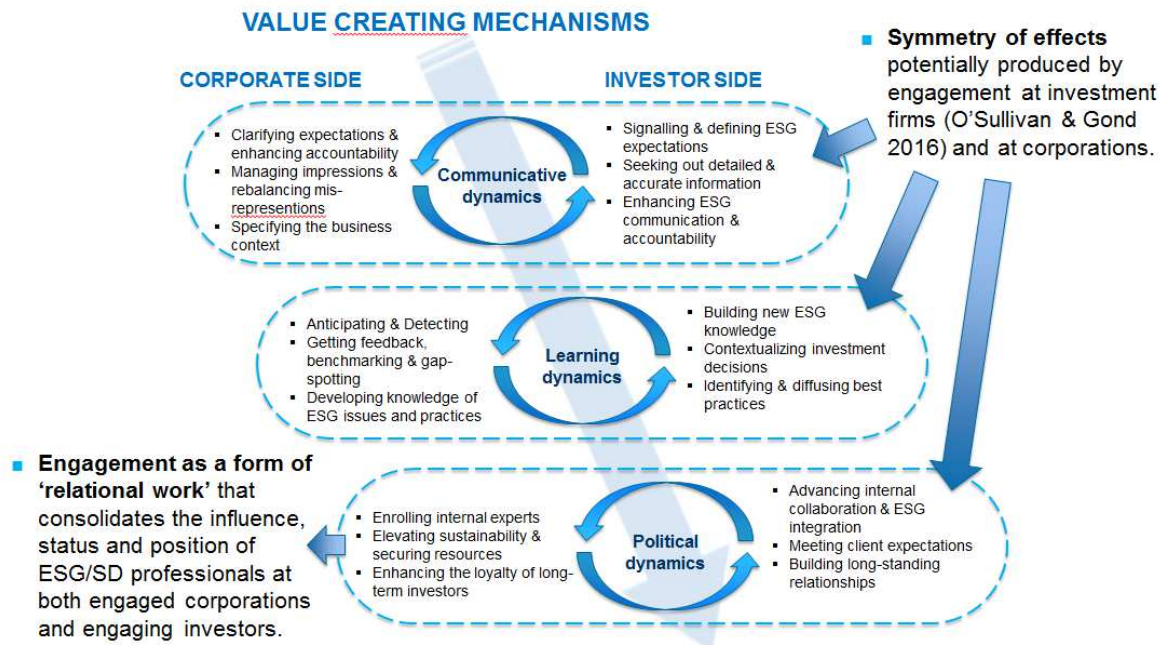 VALUE CREATING MECHANISMS
CORPORATE SIDE
INVESTOR SIDE
▪ Clarifying expectations &
enhancing accountability
▪ Managing impressions &
rebalancing mis-
representions
▪ Specifying the business
context
Communicative
dynamics
▪ Signalling & defining ESG
expectations
▪ Seeking out detailed &
accurate information
▪ Enhancing ESG
communication &
accountability
▪ Symmetry of effects
potentially produced by
engagement at investment
firms (O'Sullivan & Gond
2016) and at corporations.
▪ Anticipating & Detecting
▪ Getting feedback,
benchmarking & gap-
spotting
▪ Developing knowledge of
ESG issues and practices
Learning
dynamics
▪ Building new ESG
knowledge
▪ Contextualizing investment
decisions
▪ Identifying & diffusing best
practices
▪ Engagement as a form of
‘relational work’ that
consolidates the influence,
status and position of
ESG/SD professionals at
both engaged corporations
and engaging investors.
▪ Enrolling internal experts
▪ Elevating sustainability &
securing resources
▪ Enhancing the loyalty of long-
term investors
Political
dynamics
▪ Advancing internal
collaboration & ESG
integration
▪ Meeting client expectations
▪ Building long-standing
relationships